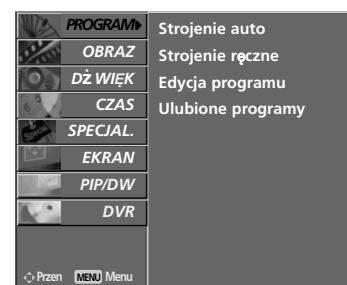 PROGRAM
OBRAZ
DŻWIĘK
CZAS
SPECJAL.
EKRAN
PIP/DW
DVR
Przen MENU Menu
Strojenie auto
Strojenie ręczne
Edycja programu
Ulubione programy